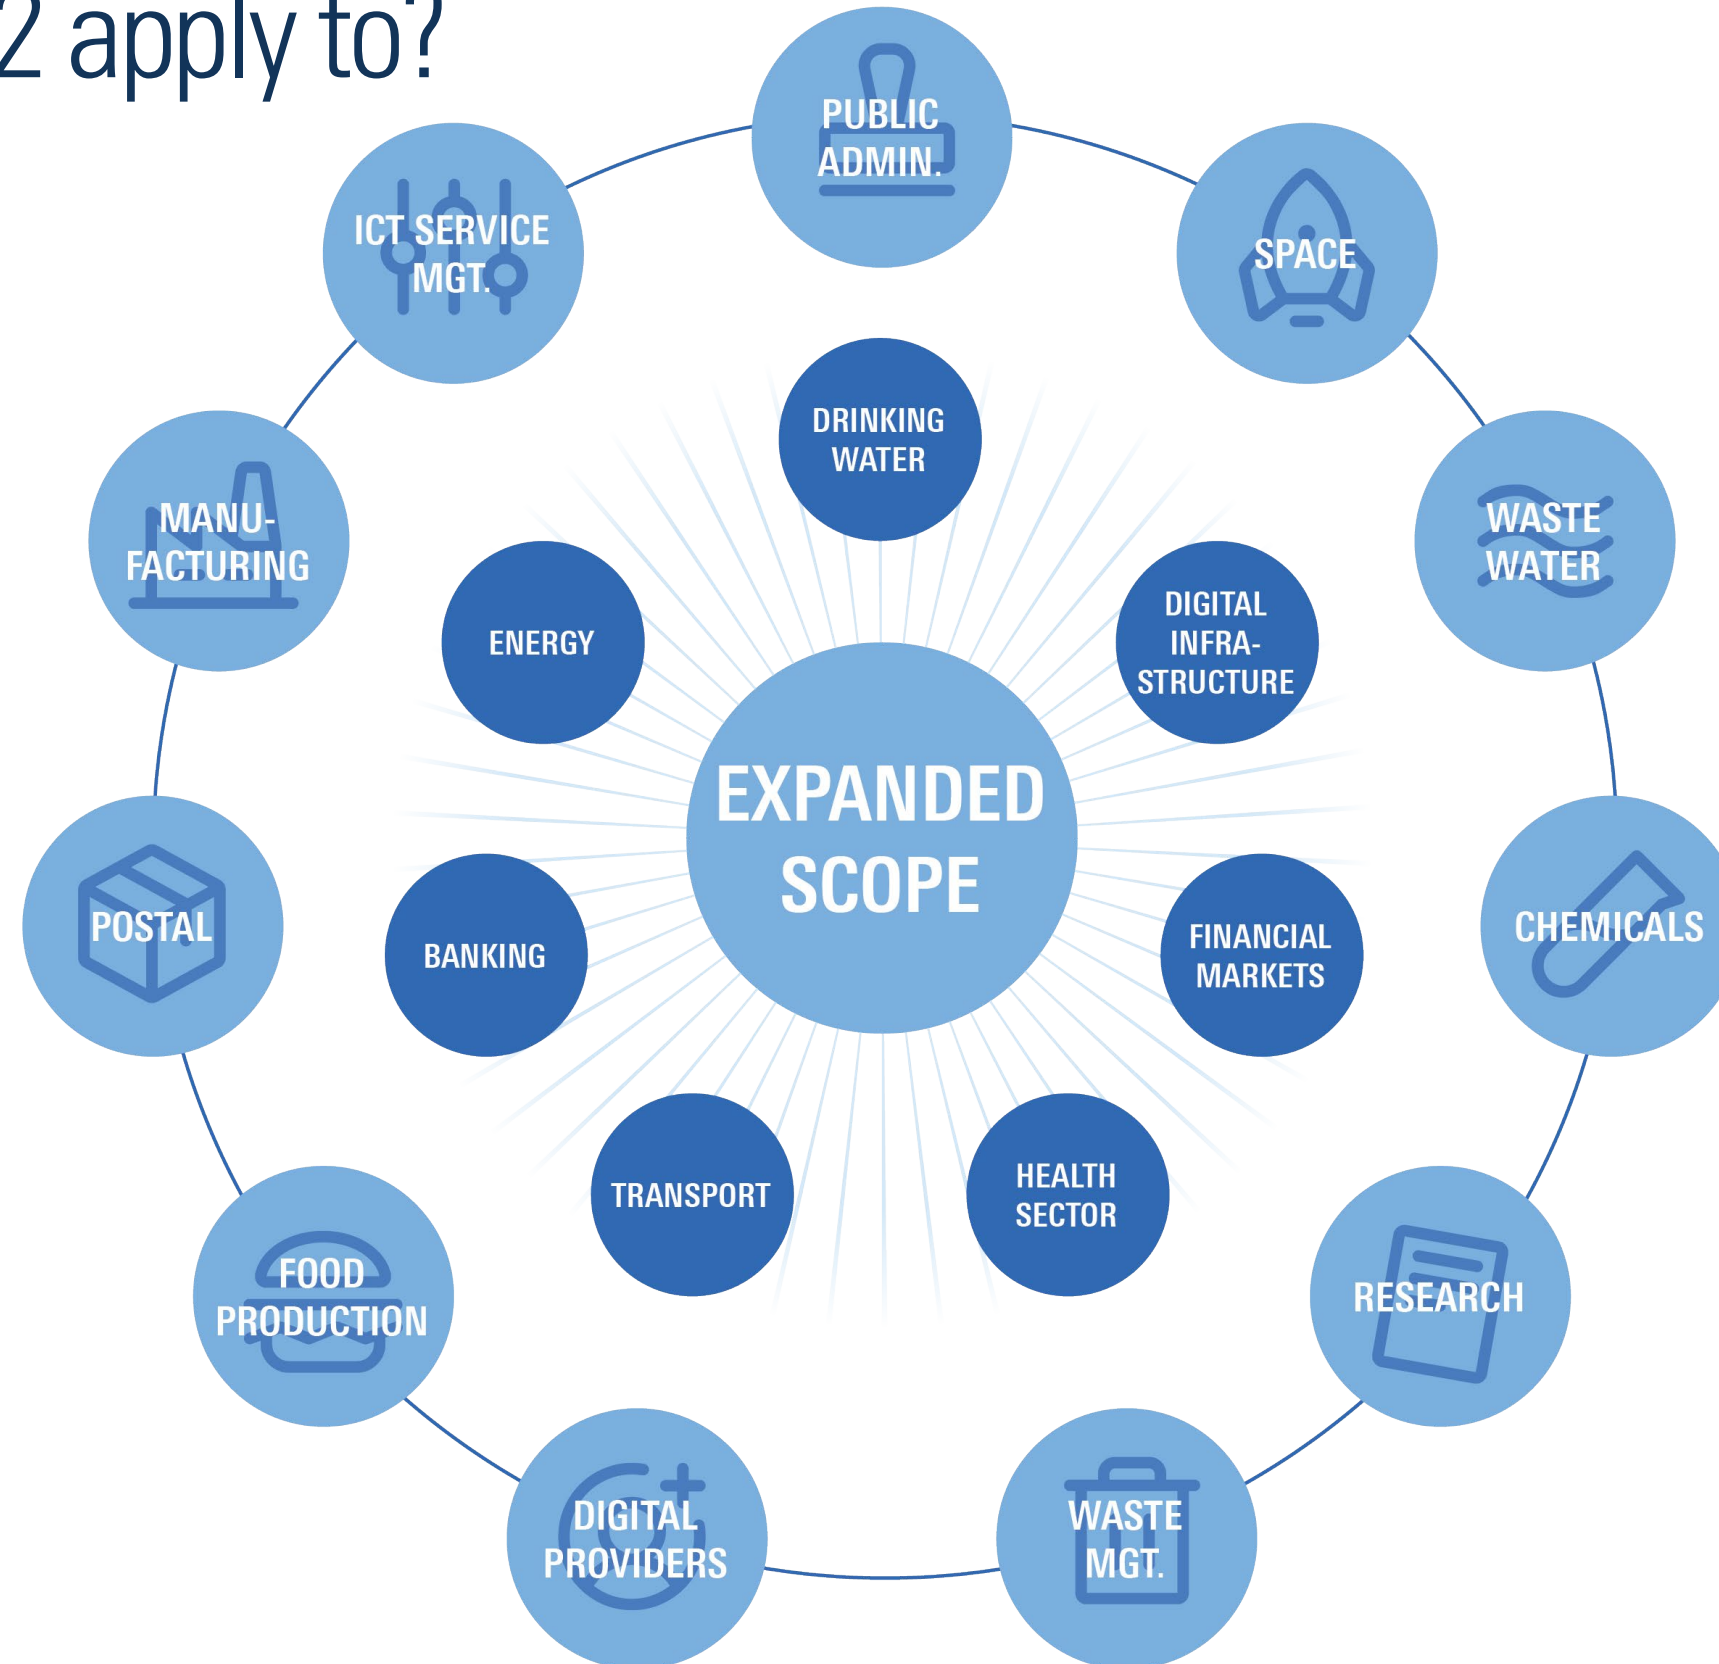 2 apply to?
PUBLIC
ADMIN.
ICT SERVICE
MGT.
SPACE
DRINKING
WATER
MANU-
FACTURING
WASTE
WATER
ENERGY
DIGITAL
INFRA-
STRUCTURE
EXPANDED
SCOPE
POSTAL
BANKING
FINANCIAL
MARKETS
CHEMICALS
TRANSPORT
HEALTH
SECTOR
FOOD
PRODUCTION
RESEARCH
DIGITAL
PROVIDERS
WASTE
MGT.